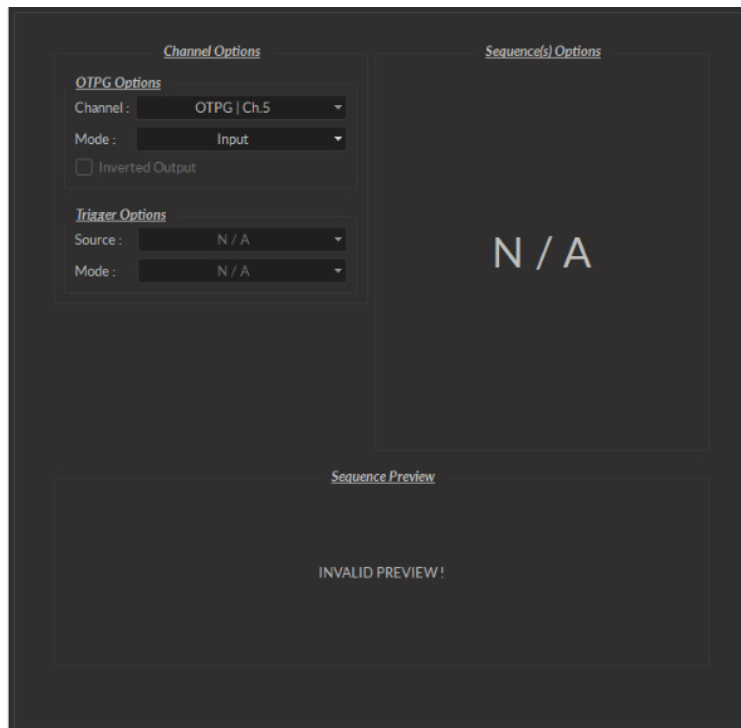 Channel Options
OTPG Options
Channel : OTPG | Ch.5
Mode : Input
Inverted Output
Trigger Options
Source : N / A
Mode : N / A
Sequence(s) Options
N / A
Sequence Preview
INVALID PREVIEW !